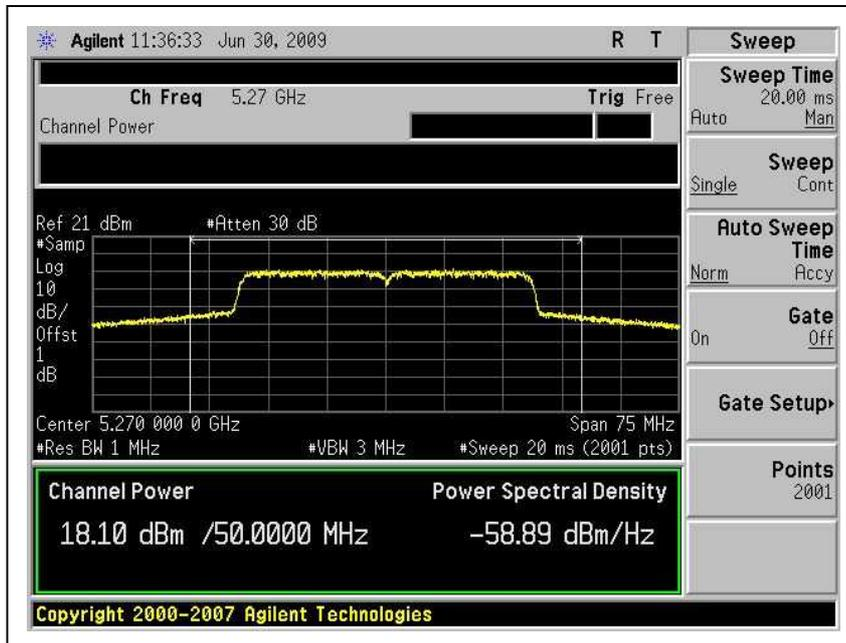 Agilent 11:36:33 Jun 30, 2009 R T
Ch Freq 5.27 GHz Trig Free
Channel Power
Ref 21 dBm #Atten 30 dB
#Samp
Log
10
dB/
Offst
1
dB
Center 5.270 000 0 GHz Span 75 MHz
#Res BW 1 MHz #VBW 3 MHz #Sweep 20 ms (2001 pts)
Channel Power Power Spectral Density
18.10 dBm /50.0000 MHz -58.89 dBm/Hz
Copyright 2000-2007 Agilent Technologies
Sweep
Sweep Time
20.00 ms
Auto Man
Sweep
Single Cont
Auto Sweep
Time
Norm Accy
Gate
On Off
Gate Setup
Points
2001